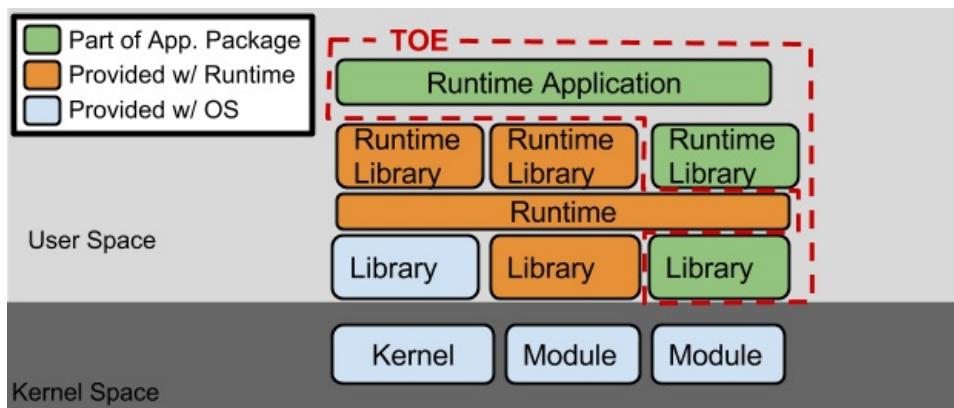 Part of App. Package
Provided w/ Runtime
Provided w/ OS
TOE
Runtime Application
Runtime
Library
Runtime
Library
Runtime
Library
Runtime
User Space
Library
Library
Library
Kernel
Module
Module
Kernel Space